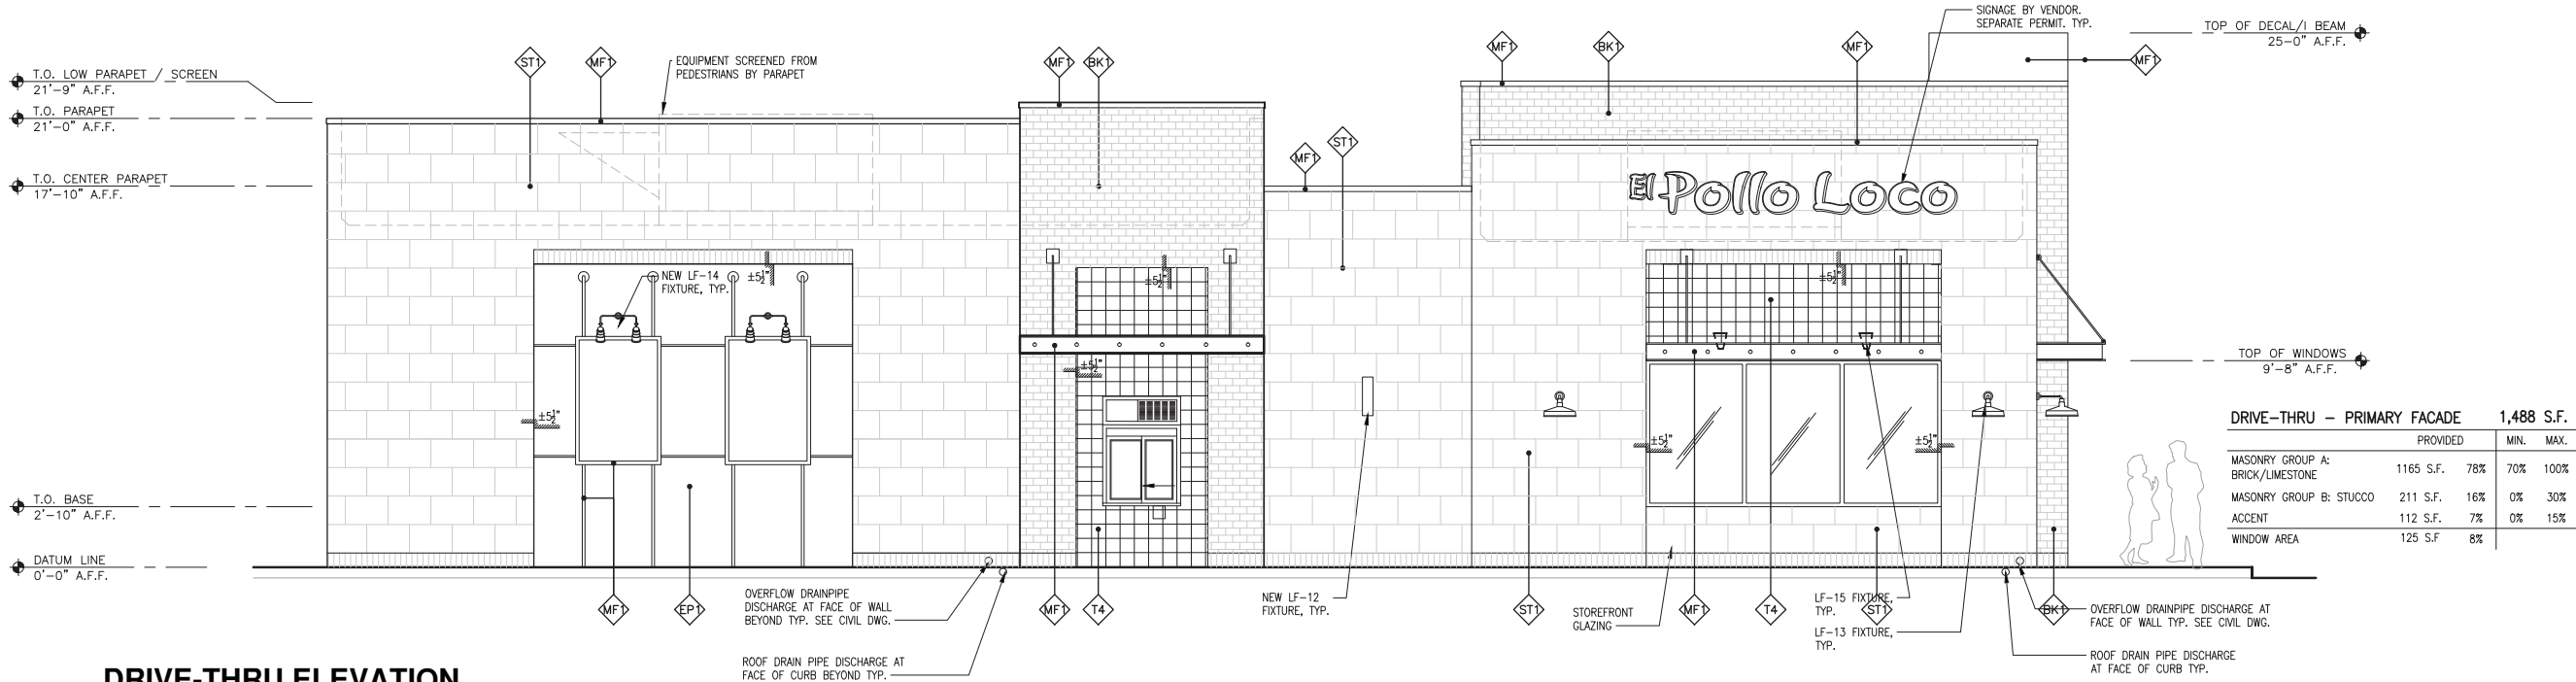 SIGNAGE BY VENDOR.
SEPARATE PERMIT. TYP.
TOP OF DECAL/I BEAM
25-0" A.F.F.
MF1
BK1
MF1
MF1
ST1
MF1
EQUIPMENT SCREENED FROM
PEDESTRIANS BY PARAPET
MF1
BK1
T.O. LOW PARAPET / SCREEN
21'-9" A.F.F.
T.O. PARAPET
21'-0" A.F.F.
MF1
ST1
T.O. CENTER PARAPET
17'-10" A.F.F.
El Pollo Loco
NEW LF-14
FIXTURE, TYP.
±5½"
±5½"
±5½"
TOP OF WINDOWS
9'-8" A.F.F.
±5½"
±5½"
±5½"
±5½"
DRIVE-THRU - PRIMARY FACADE 1,488 S.F.
PROVIDED MIN. MAX.
MASONRY GROUP A:
BRICK/LIMESTONE 1165 S.F. 78% 70% 100%
MASONRY GROUP B: STUCCO 211 S.F. 16% 0% 30%
ACCENT 112 S.F. 7% 0% 15%
WINDOW AREA 125 S.F 8%
T.O. BASE
2'-10" A.F.F.
DATUM LINE
0'-0" A.F.F.
MF1
EP1
OVERFLOW DRAINPIPE
DISCHARGE AT FACE OF WALL
BEYOND TYP. SEE CIVIL DWG.
MF1
T4
NEW LF-12
FIXTURE, TYP.
ST1
STOREFRONT
GLAZING
MF1
T4
LF-15 FIXTURE,
TYP.
ST1
LF-13 FIXTURE,
TYP.
BK1
OVERFLOW DRAINPIPE DISCHARGE AT
FACE OF WALL TYP. SEE CIVIL DWG.
ROOF DRAIN PIPE DISCHARGE AT
FACE OF CURB BEYOND TYP.
ROOF DRAIN PIPE DISCHARGE
AT FACE OF CURB TYP.
DRIVE-THRU ELEVATION